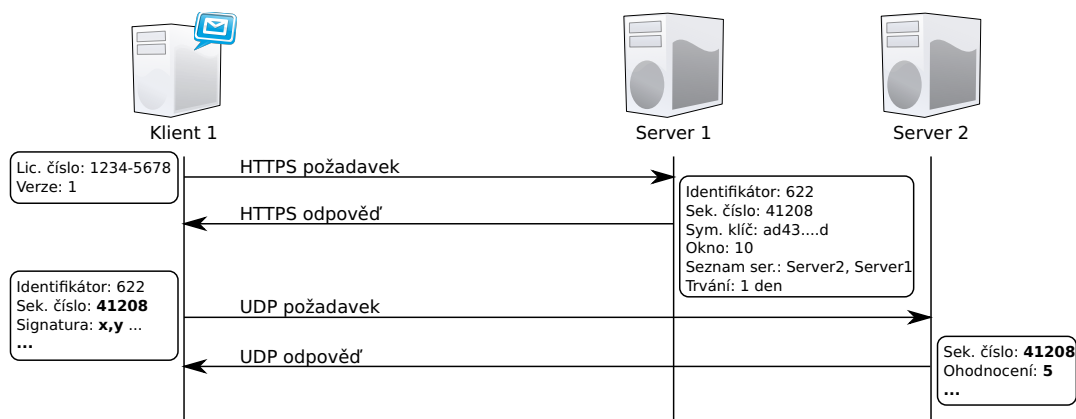 Klient 1
Server 1
Server 2
Lic. číslo: 1234-5678
Verze: 1
HTTPS požadavek
HTTPS odpověď
Identifikátor: 622
Sek. číslo: 41208
Sym. klíč: ad43....d
Okno: 10
Seznam ser.: Server2, Server1
Trvání: 1 den
Identifikátor: 622
Sek. číslo: 41208
Signatura: x,y ...
...
UDP požadavek
UDP odpověď
Sek. číslo: 41208
Ohodnocení: 5
...